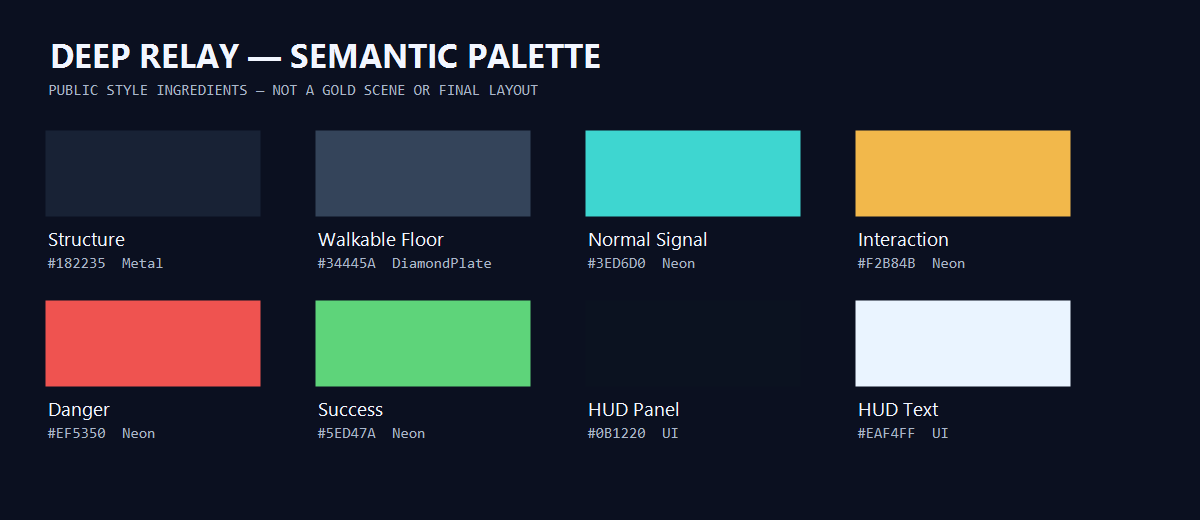 DEEP RELAY — SEMANTIC PALETTE
PUBLIC STYLE INGREDIENTS — NOT A GOLD SCENE OR FINAL LAYOUT
Structure
#182235 Metal
Walkable Floor
#34445A DiamondPlate
Normal Signal
#3ED6D0 Neon
Interaction
#F2B84B Neon
Danger
#EF5350 Neon
Success
#5ED47A Neon
HUD Panel
#0B1220 UI
HUD Text
#EAF4FF UI